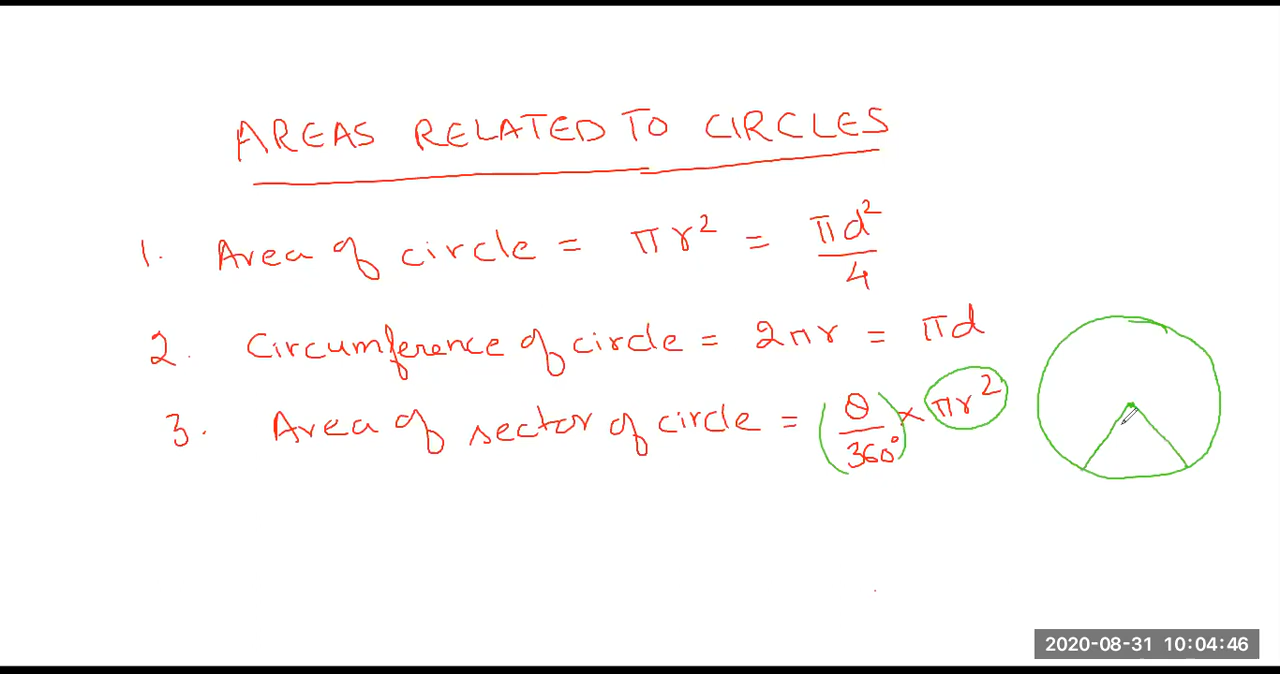 AREAS RELATED TO CIRCLES
1. Area of circle = πr² = πd²/4
2. Circumference of circle = 2πr = πd
3. Area of sector of circle = (θ/360°) × πr²
2020-08-31 10:04:46